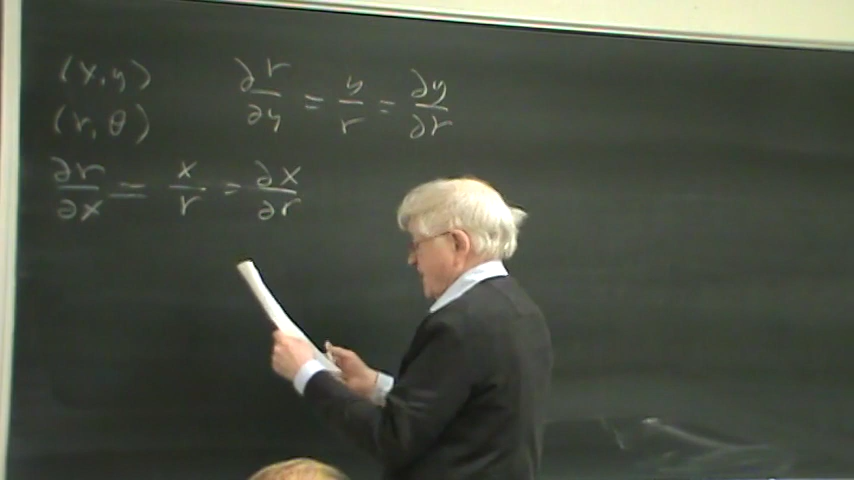 (x,y)
∂r/∂y = y/r = ∂y/∂r
(r,θ)
∂r/∂x = x/r = ∂x/∂r